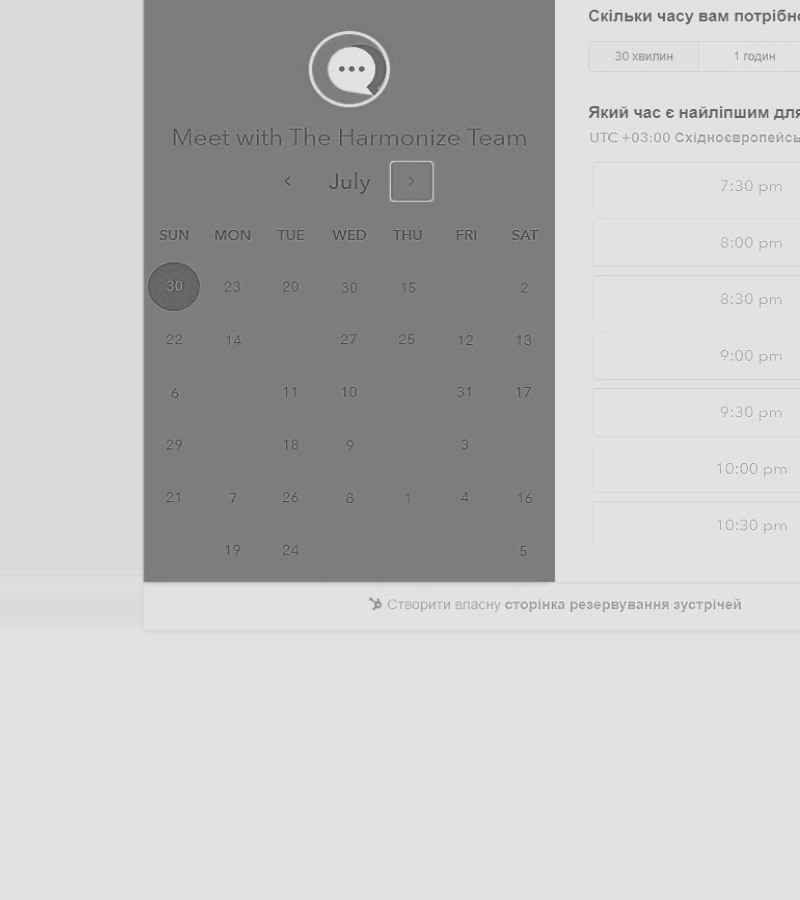 Meet with The Harmonize Team
July
SUN MON TUE WED THU FRI SAT
30 23 20 30 15 2
22 14 27 25 12 13
6 11 10 31 17
29 18 9 3
21 7 26 8 1 4 16
19 24 5
Скільки часу вам потрібно
30 хвилин 1 годин
Який час є найліпшим для
UTC +03:00 Східноєвропейсь
7:30 pm
8:00 pm
8:30 pm
9:00 pm
9:30 pm
10:00 pm
10:30 pm
Створити власну сторінка резервування зустрічей